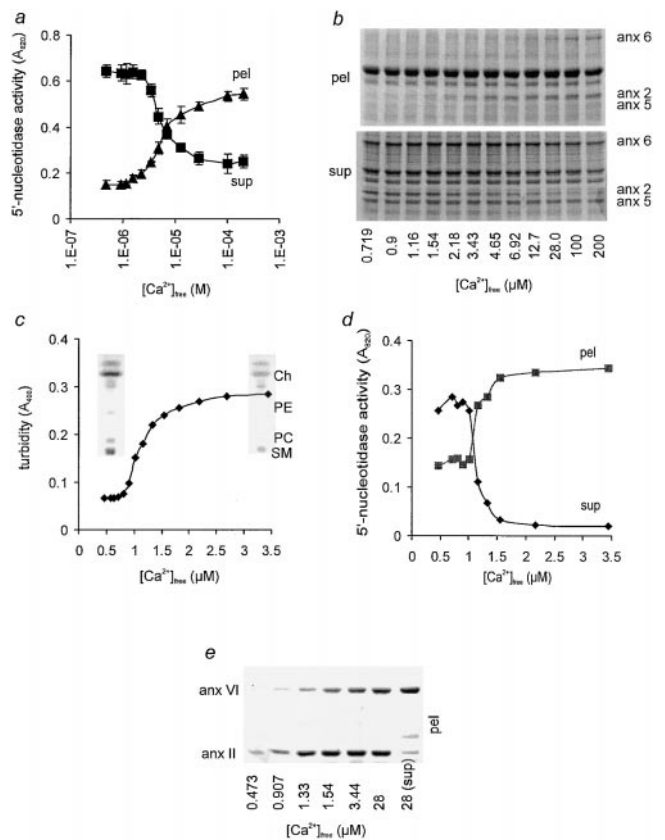 a
5'-nucleotidase activity (A₆₂₀)
0.8
0.6
0.4
0.2
0
pel
sup
1.E-07
1.E-06
1.E-05
1.E-04
1.E-03
[Ca²⁺]free (M)
b
pel
anx 6
anx 2
anx 5
sup
anx 6
anx 2
anx 5
0.719
0.9
1.16
1.54
2.18
3.43
4.65
6.92
12.7
28.0
100
200
[Ca²⁺]free (µM)
c
turbidity (A₄₀₅)
0.4
0.3
0.2
0.1
0
Ch
PE
PC
SM
0 0.5 1 1.5 2 2.5 3 3.5
[Ca²⁺]free (µM)
d
5'-nucleotidase activity (A₆₂₀)
0.4
0.3
0.2
0.1
0
pel
sup
0 0.5 1 1.5 2 2.5 3 3.5
[Ca²⁺]free (µM)
e
anx VI
anx II
pel
0.473
0.907
1.33
1.54
3.44
28
28 (sup)
[Ca²⁺]free (µM)